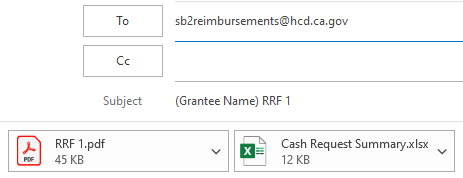 To
sb2reimbursements@hcd.ca.gov
Cc
Subject
(Grantee Name) RRF 1
PDF
RRF 1.pdf
45 KB
X
Cash Request Summary.xlsx
12 KB